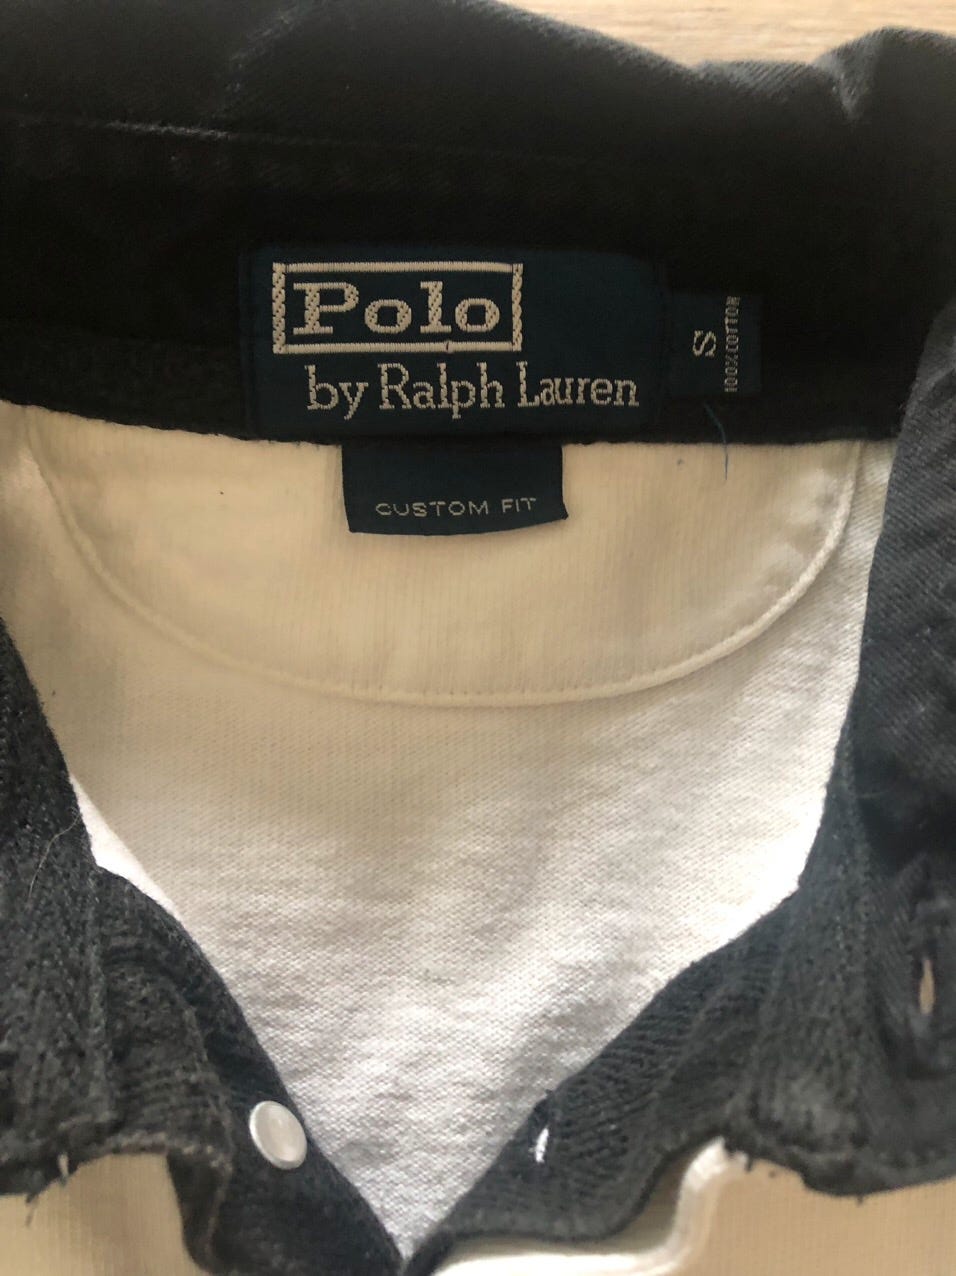 Polo
by Ralph Lauren
S
100% COTTON
CUSTOM FIT